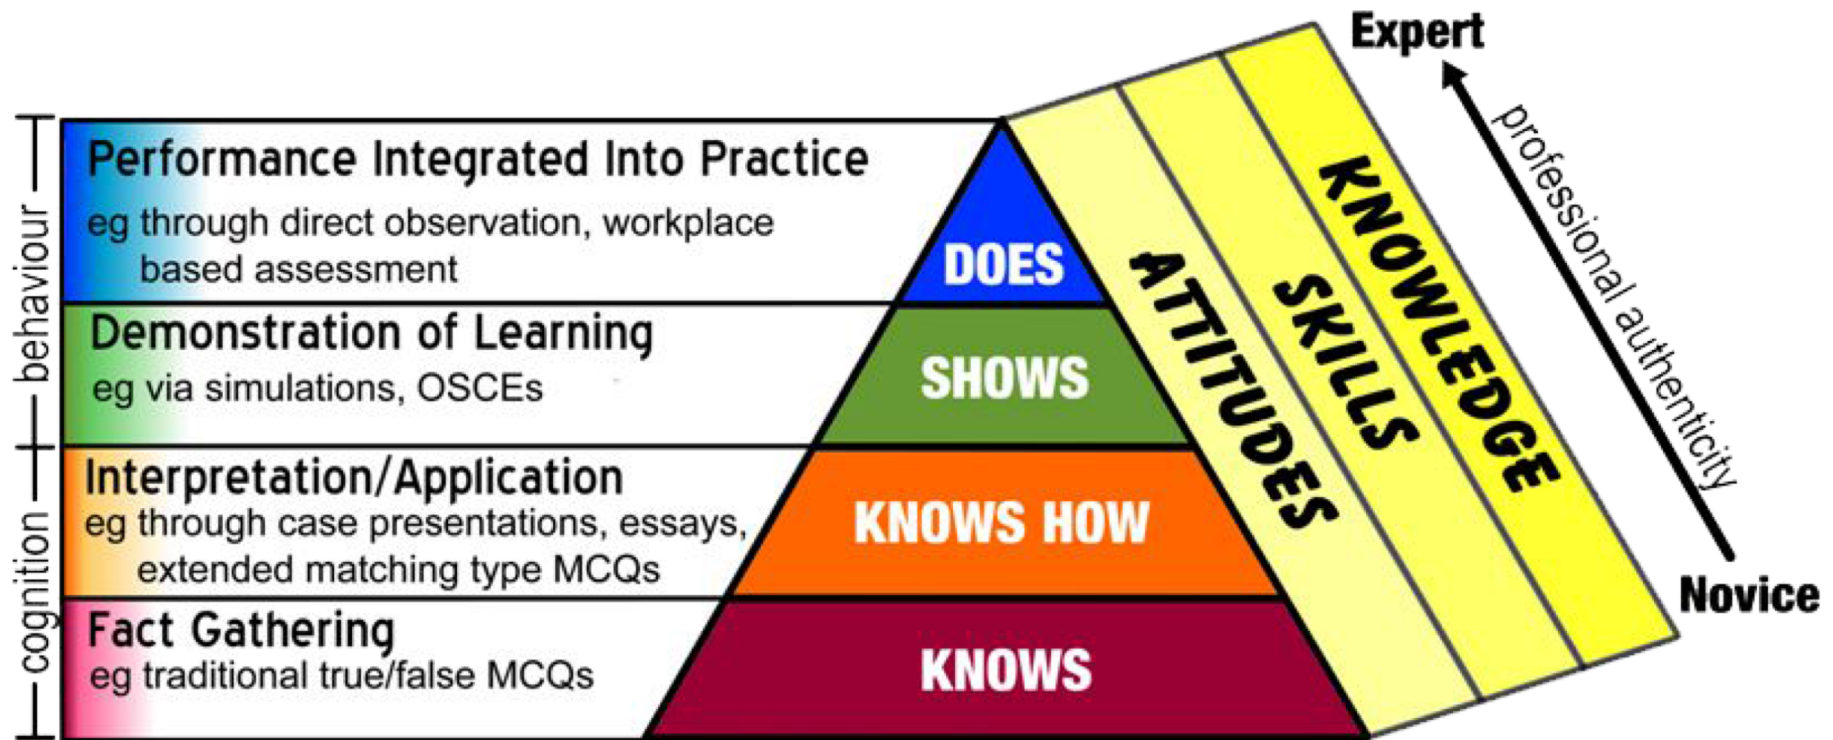 Expert
professional authenticity
Novice
behaviour
cognition
Performance Integrated Into Practice
eg through direct observation, workplace
based assessment
DOES
Demonstration of Learning
eg via simulations, OSCEs
SHOWS
Interpretation/Application
eg through case presentations, essays,
extended matching type MCQs
KNOWS HOW
Fact Gathering
eg traditional true/false MCQs
KNOWS
ATTITUDES
SKILLS
KNOWLEDGE